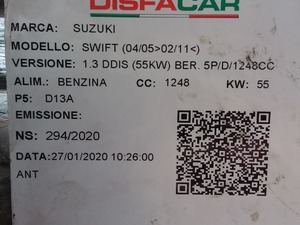 DISFACAR
MARCA: SUZUKI
MODELLO: SWIFT (04/05>02/11<)
VERSIONE: 1.3 DDIS (55KW) BER. 5P/D/1248CC
ALIM.: BENZINA CC: 1248 KW: 55
P5: D13A
EMISSIONE:
NS: 294/2020
DATA:27/01/2020 10:26:00
ANT